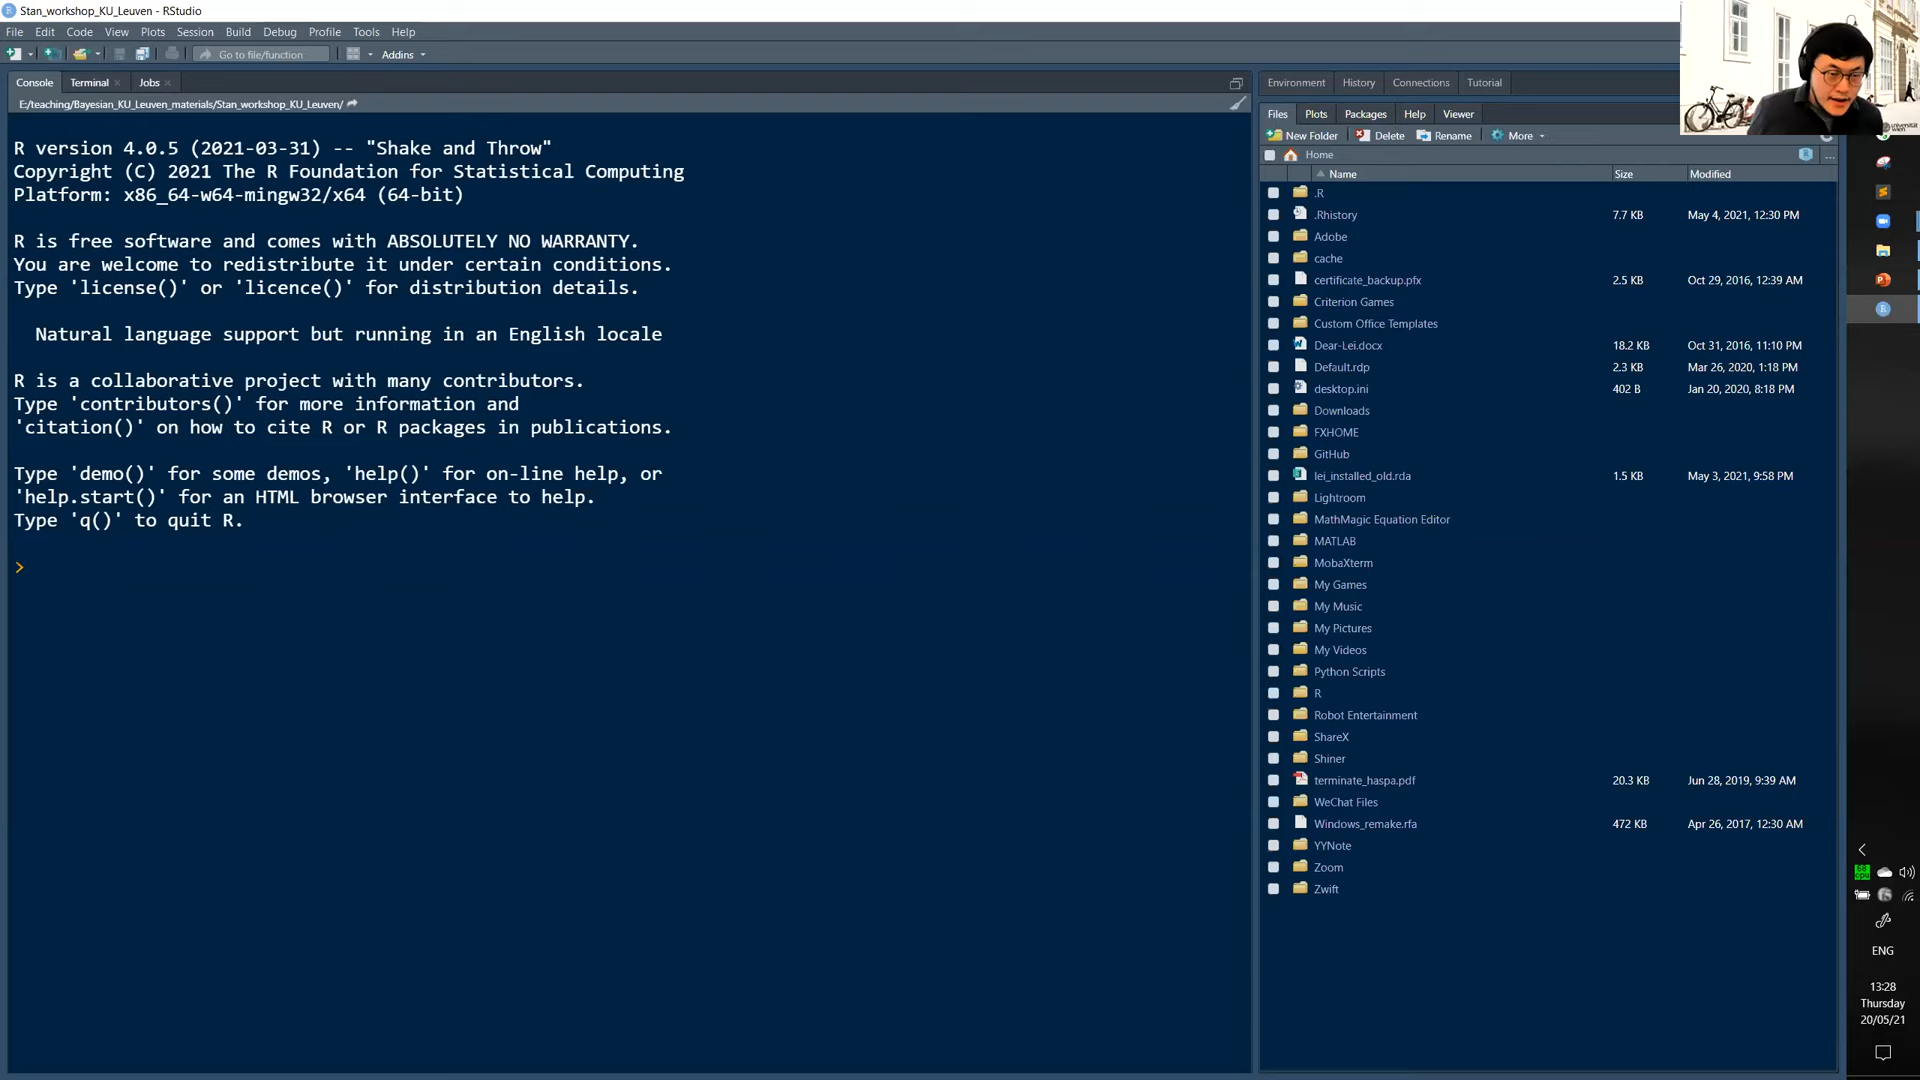 Stan_workshop_KU_Leuven - RStudio
File Edit Code View Plots Session Build Debug Profile Tools Help
Go to file/function Addins
Console Terminal Jobs
E:/teaching/Bayesian_KU_Leuven_materials/Stan_workshop_KU_Leuven/
R version 4.0.5 (2021-03-31) -- "Shake and Throw"
Copyright (C) 2021 The R Foundation for Statistical Computing
Platform: x86_64-w64-mingw32/x64 (64-bit)
R is free software and comes with ABSOLUTELY NO WARRANTY.
You are welcome to redistribute it under certain conditions.
Type 'license()' or 'licence()' for distribution details.
Natural language support but running in an English locale
R is a collaborative project with many contributors.
Type 'contributors()' for more information and
'citation()' on how to cite R or R packages in publications.
Type 'demo()' for some demos, 'help()' for on-line help, or
'help.start()' for an HTML browser interface to help.
Type 'q()' to quit R.
>
Environment History Connections Tutorial
Files Plots Packages Help Viewer
New Folder Delete Rename More
Home
Name Size Modified
.R
.Rhistory 7.7 KB May 4, 2021, 12:30 PM
Adobe
cache
certificate_backup.pfx 2.5 KB Oct 29, 2016, 12:39 AM
Criterion Games
Custom Office Templates
Dear-Lei.docx 18.2 KB Oct 31, 2016, 11:10 PM
Default.rdp 2.3 KB Mar 26, 2020, 1:18 PM
desktop.ini 402 B Jan 20, 2020, 8:18 PM
Downloads
FXHOME
GitHub
lei_installed_old.rda 1.5 KB May 3, 2021, 9:58 PM
Lightroom
MathMagic Equation Editor
MATLAB
MobaXterm
My Games
My Music
My Pictures
My Videos
Python Scripts
R
Robot Entertainment
ShareX
Shiner
terminate_haspa.pdf 20.3 KB Jun 28, 2019, 9:39 AM
WeChat Files
Windows_remake.rfa 472 KB Apr 26, 2017, 12:30 AM
YYNote
Zoom
Zwift
universität
wien
ENG
13:28
Thursday
20/05/21